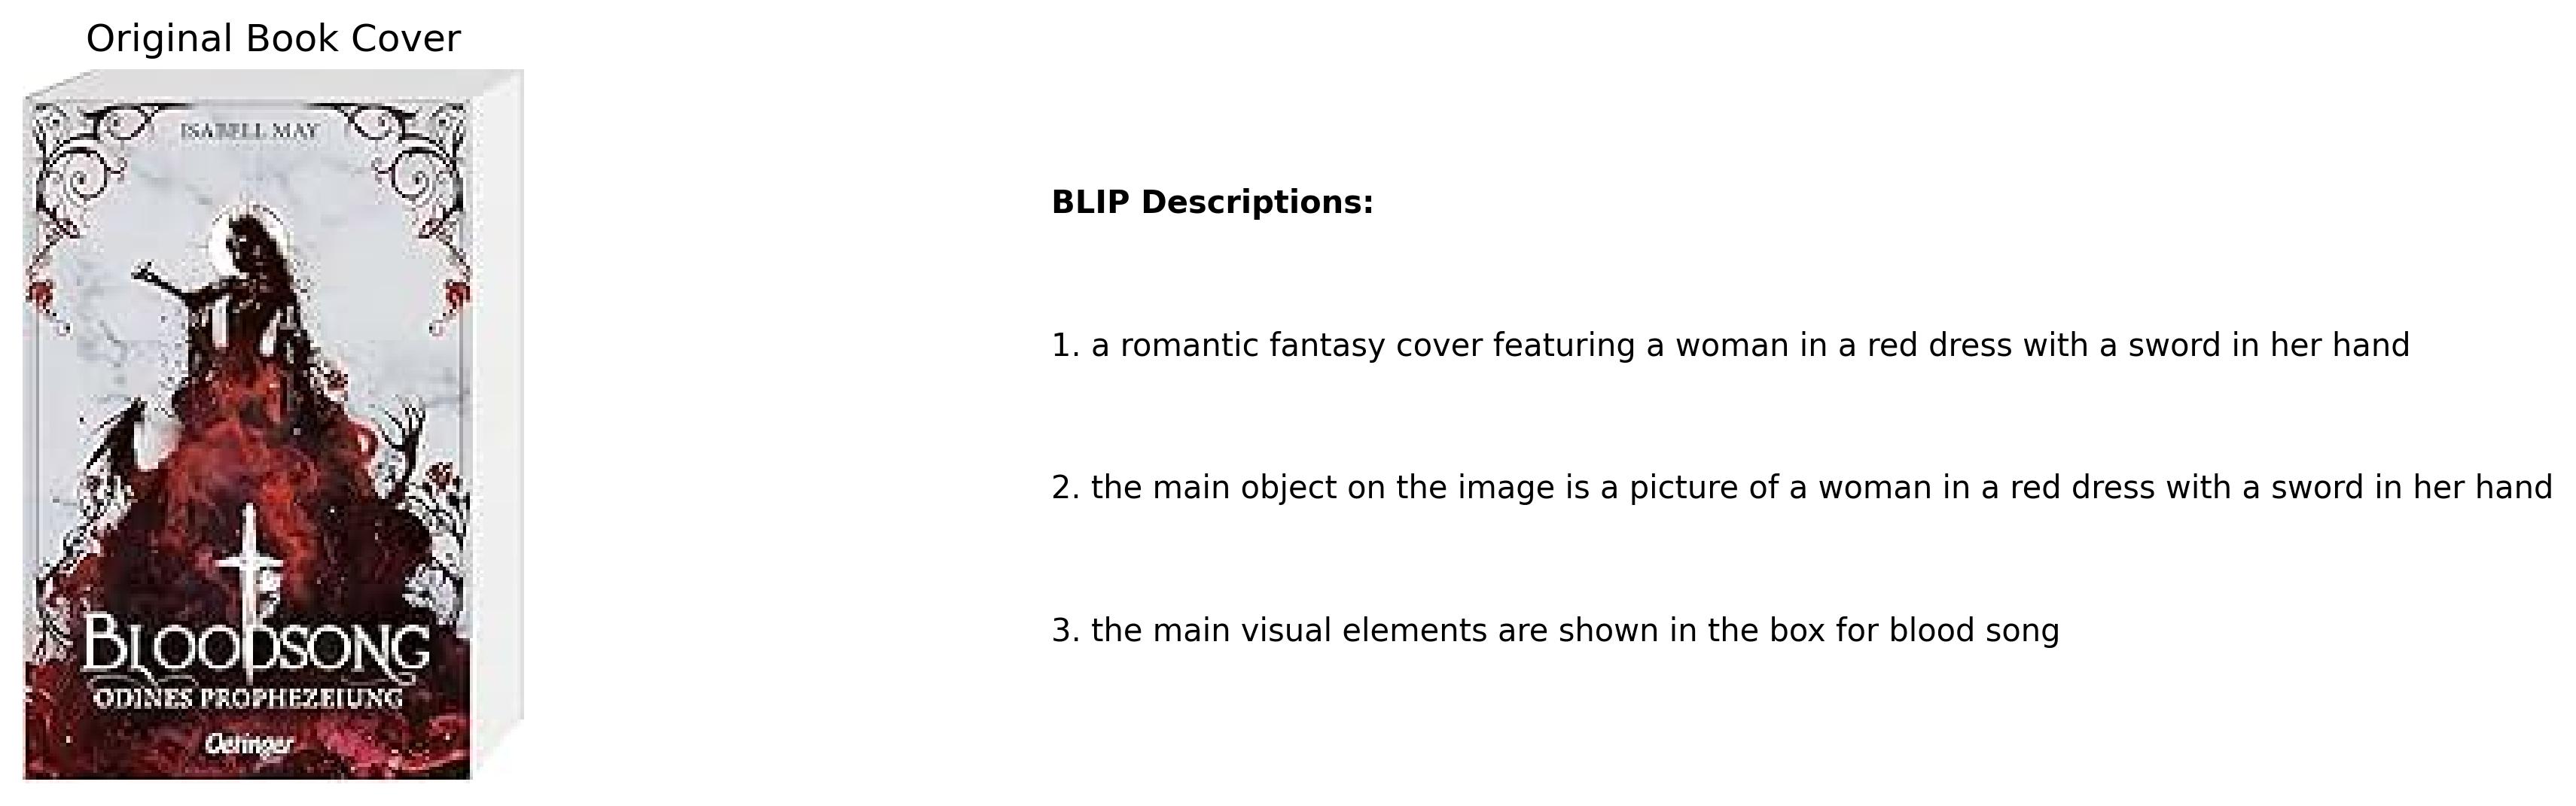 Original Book Cover
ISABELL MAY
BLOODSONG
ODINES PROPHEZEIUNG
Oetinger
BLIP Descriptions:
1. a romantic fantasy cover featuring a woman in a red dress with a sword in her hand
2. the main object on the image is a picture of a woman in a red dress with a sword in her hand
3. the main visual elements are shown in the box for blood song